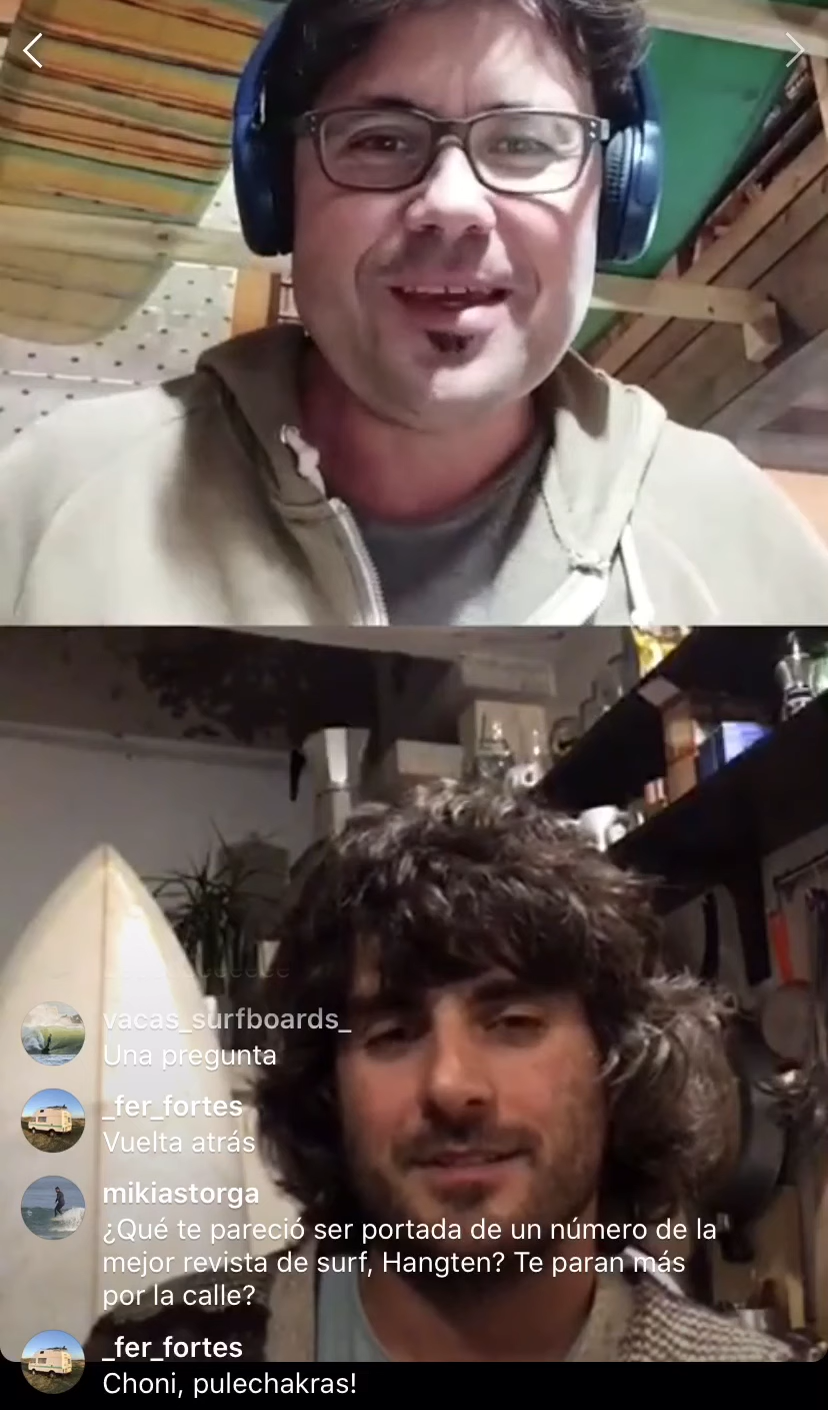 vacas_surfboards_
Una pregunta
_fer_fortes
Vuelta atrás
mikiastorga
¿Qué te pareció ser portada de un número de la
mejor revista de surf, Hangten? Te paran más
por la calle?
_fer_fortes
Choni, pulechakras!